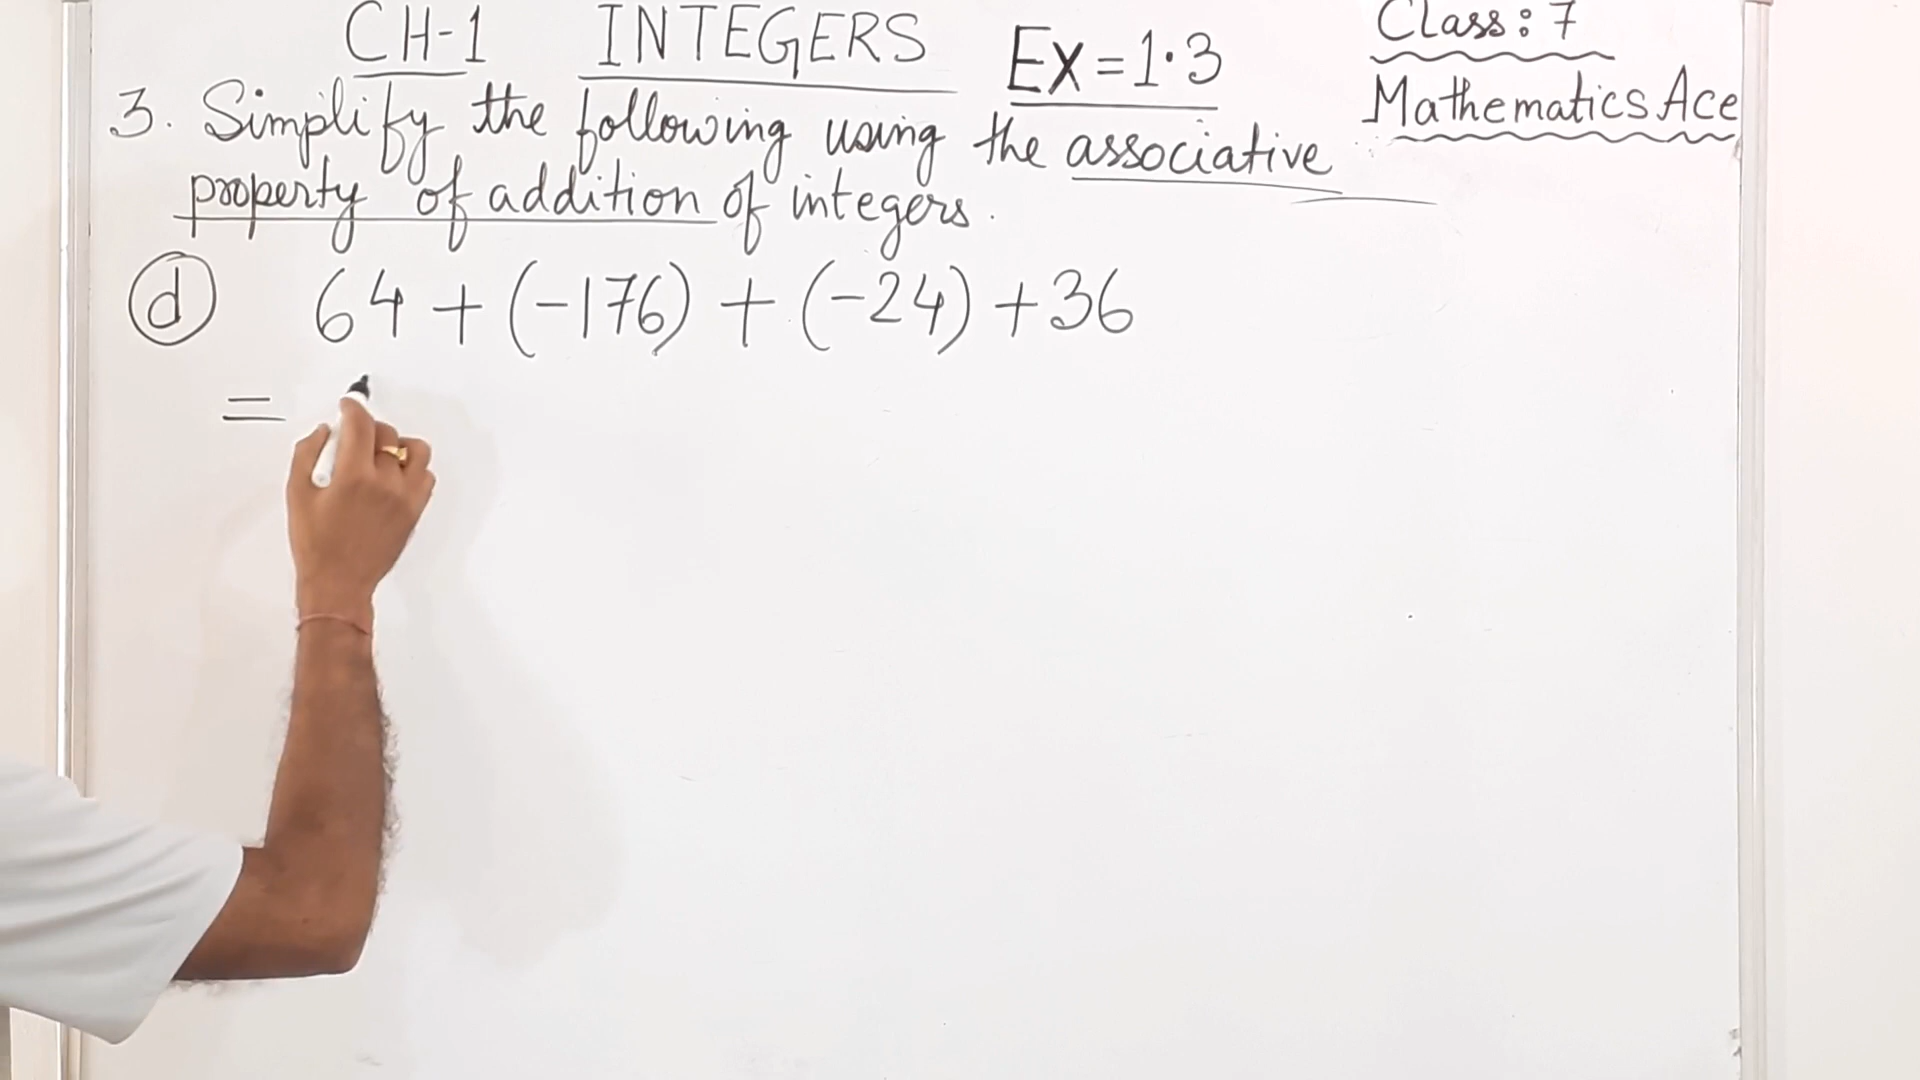 CH-1 INTEGERS Ex=1.3 Class: 7
Mathematics Ace
3. Simplify the following using the associative
property of addition of integers.
d 64 + (-176) + (-24) + 36
=